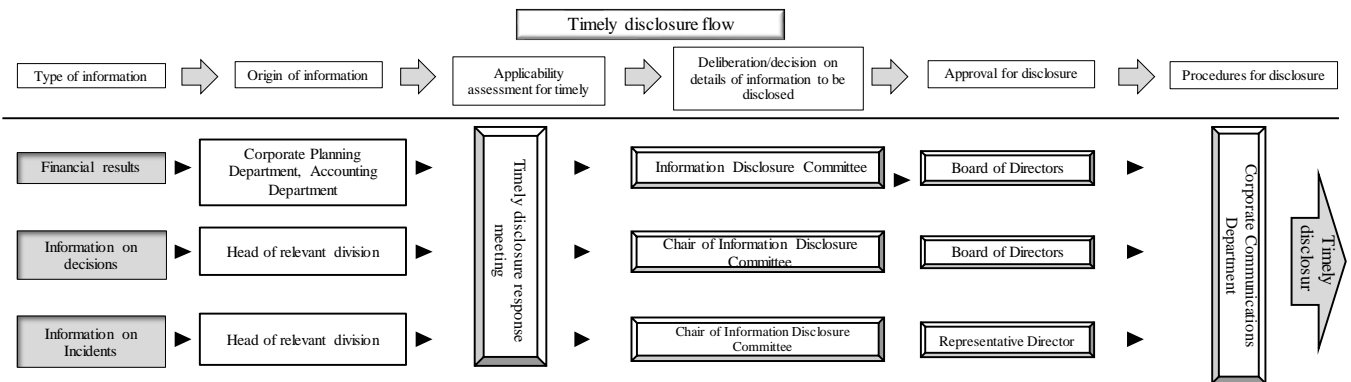 Timely disclosure flow
Type of information
Origin of information
Applicability
assessment for timely
Deliberation/decision on
details of information to be
disclosed
Approval for disclosure
Procedures for disclosure
Financial results
Corporate Planning
Department, Accounting
Department
Timely disclosure response
meeting
Information Disclosure Committee
Board of Directors
Corporate Communications
Department
Timely
disclosur
Information on
decisions
Head of relevant division
Chair of Information Disclosure
Committee
Board of Directors
Information on
Incidents
Head of relevant division
Chair of Information Disclosure
Committee
Representative Director